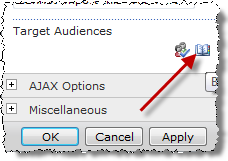 Target Audiences
AJAX Options
Miscellaneous
OK Cancel Apply